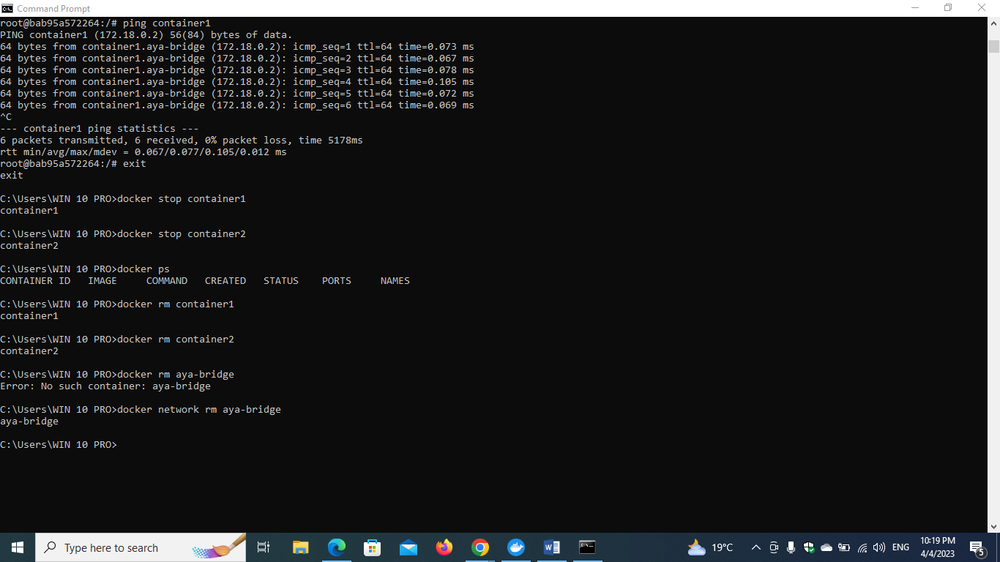 Command Prompt
root@bab95a572264:/# ping container1
PING container1 (172.18.0.2) 56(84) bytes of data.
64 bytes from container1.aya-bridge (172.18.0.2): icmp_seq=1 ttl=64 time=0.073 ms
64 bytes from container1.aya-bridge (172.18.0.2): icmp_seq=2 ttl=64 time=0.067 ms
64 bytes from container1.aya-bridge (172.18.0.2): icmp_seq=3 ttl=64 time=0.078 ms
64 bytes from container1.aya-bridge (172.18.0.2): icmp_seq=4 ttl=64 time=0.105 ms
64 bytes from container1.aya-bridge (172.18.0.2): icmp_seq=5 ttl=64 time=0.072 ms
64 bytes from container1.aya-bridge (172.18.0.2): icmp_seq=6 ttl=64 time=0.069 ms
^C
--- container1 ping statistics ---
6 packets transmitted, 6 received, 0% packet loss, time 5178ms
rtt min/avg/max/mdev = 0.067/0.077/0.105/0.012 ms
root@bab95a572264:/# exit
exit
C:\Users\WIN 10 PRO>docker stop container1
container1
C:\Users\WIN 10 PRO>docker stop container2
container2
C:\Users\WIN 10 PRO>docker ps
CONTAINER ID   IMAGE     COMMAND   CREATED   STATUS    PORTS     NAMES
C:\Users\WIN 10 PRO>docker rm container1
container1
C:\Users\WIN 10 PRO>docker rm container2
container2
C:\Users\WIN 10 PRO>docker rm aya-bridge
Error: No such container: aya-bridge
C:\Users\WIN 10 PRO>docker network rm aya-bridge
aya-bridge
C:\Users\WIN 10 PRO>
Type here to search
19°C
ENG
10:19 PM
4/4/2023
5